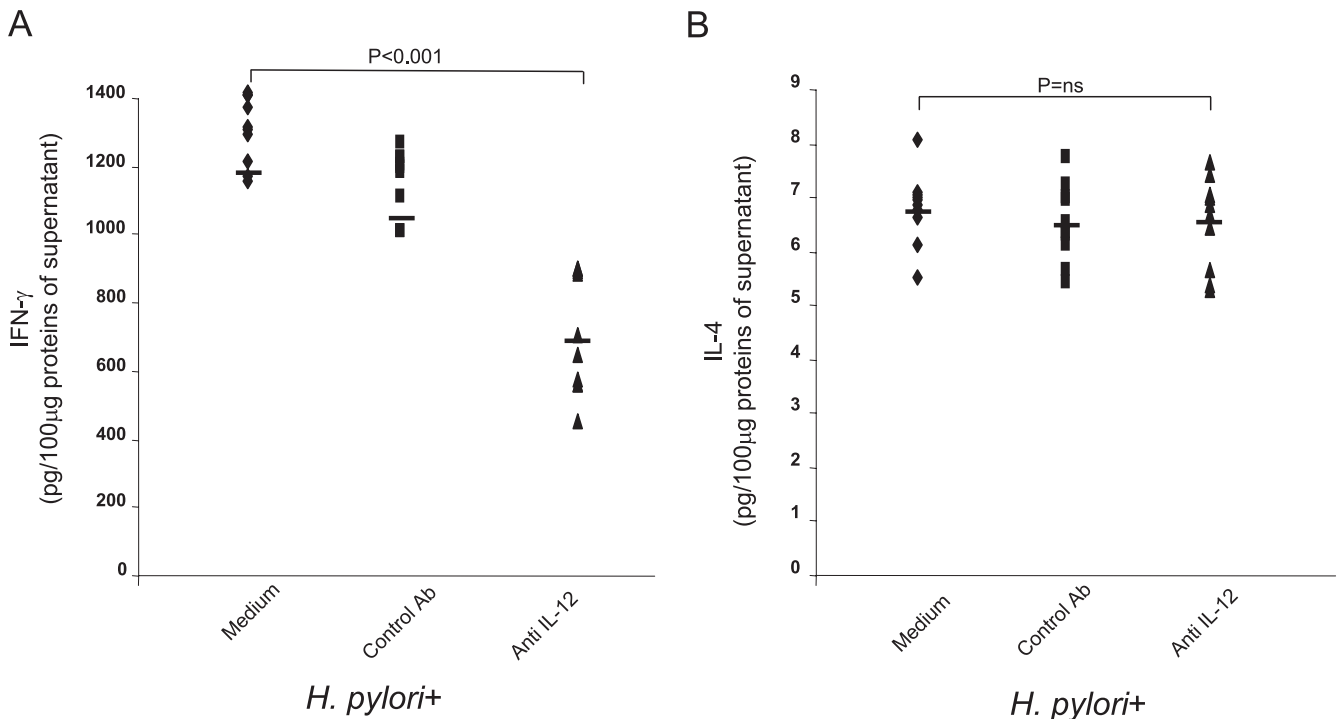 A
P<0.001
IFN-γ
(pg/100µg proteins of supernatant)
1400
1200
1000
800
600
400
200
0
Medium
Control Ab
Anti IL-12
H. pylori+
B
P=ns
IL-4
(pg/100µg proteins of supernatant)
9
8
7
6
5
4
3
2
1
0
Medium
Control Ab
Anti IL-12
H. pylori+